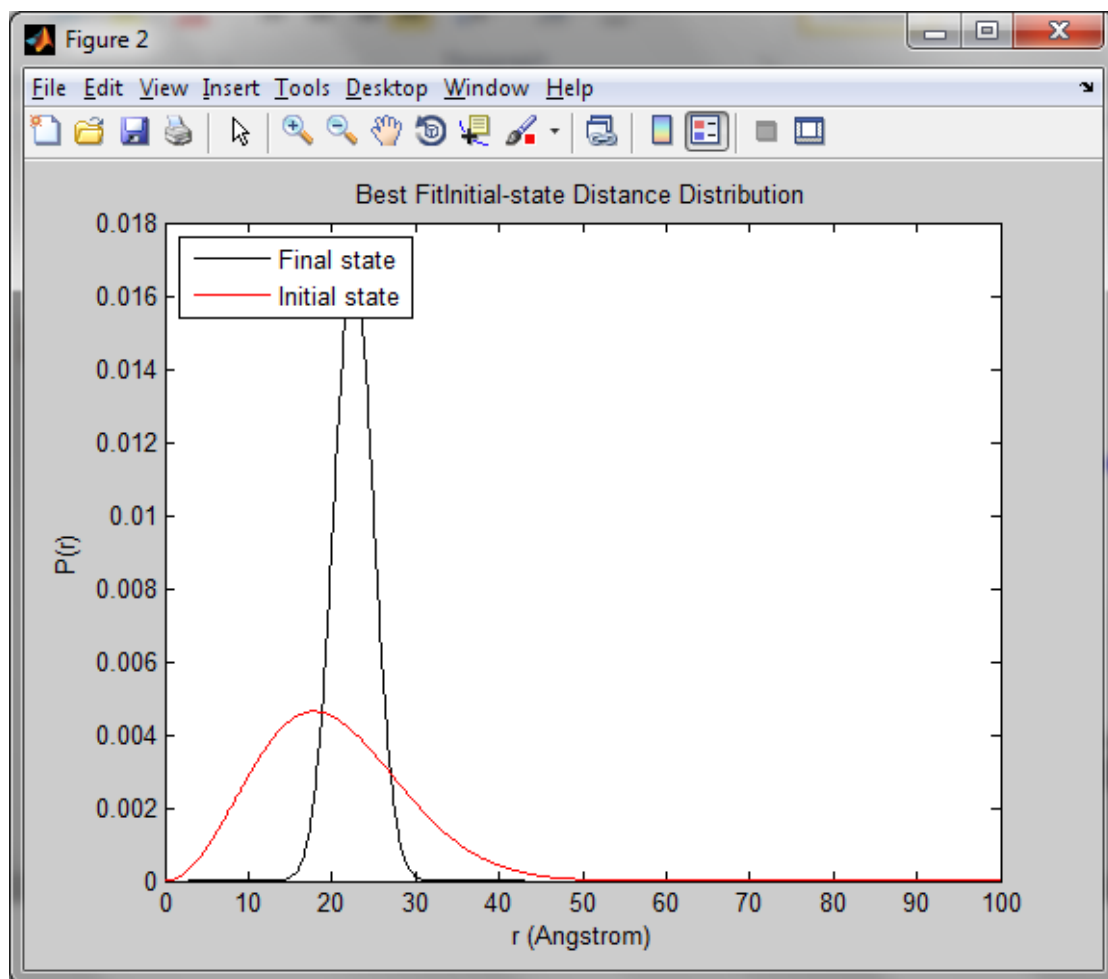 Figure 2
File Edit View Insert Tools Desktop Window Help
Best FitInitial-state Distance Distribution
0.018
0.016
0.014
0.012
0.01
0.008
0.006
0.004
0.002
0
P(r)
Final state
Initial state
0 10 20 30 40 50 60 70 80 90 100
r (Angstrom)